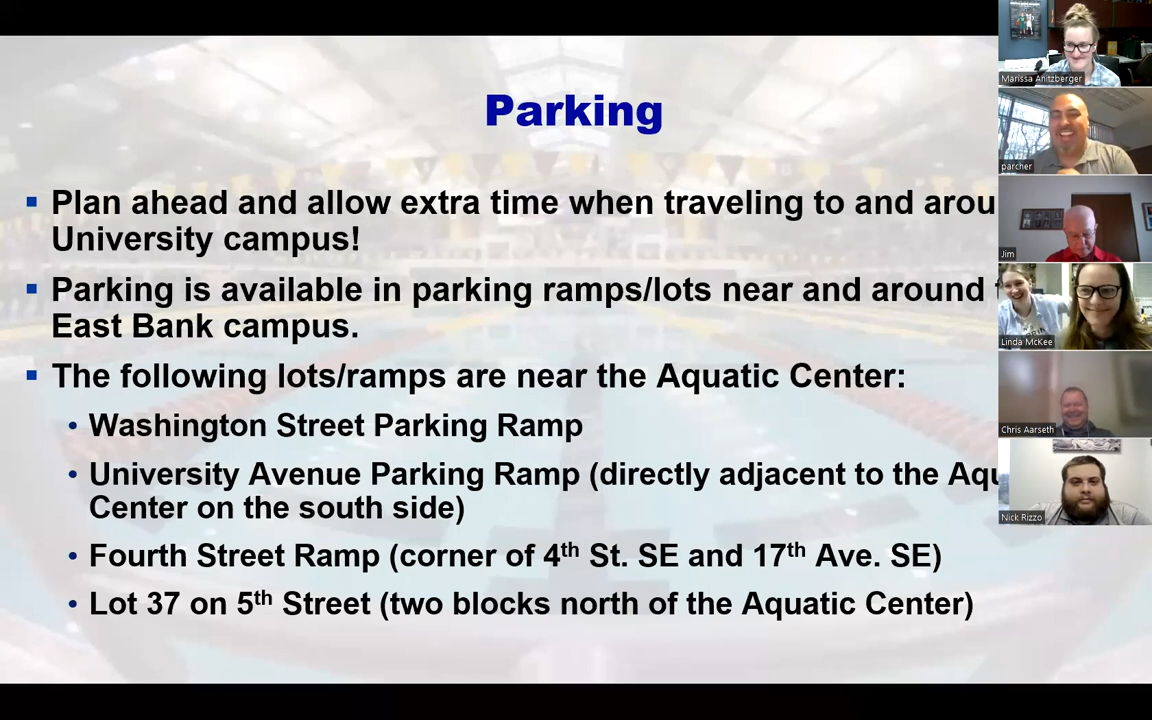 Parking
▪ Plan ahead and allow extra time when traveling to and arou
University campus!
▪ Parking is available in parking ramps/lots near and around
East Bank campus.
▪ The following lots/ramps are near the Aquatic Center:
• Washington Street Parking Ramp
• University Avenue Parking Ramp (directly adjacent to the Aqu
Center on the south side)
• Fourth Street Ramp (corner of 4th St. SE and 17th Ave. SE)
• Lot 37 on 5th Street (two blocks north of the Aquatic Center)
Marissa Anitzberger
parcher
Jim
Linda McKee
Chris Aarseth
Nick Rizzo